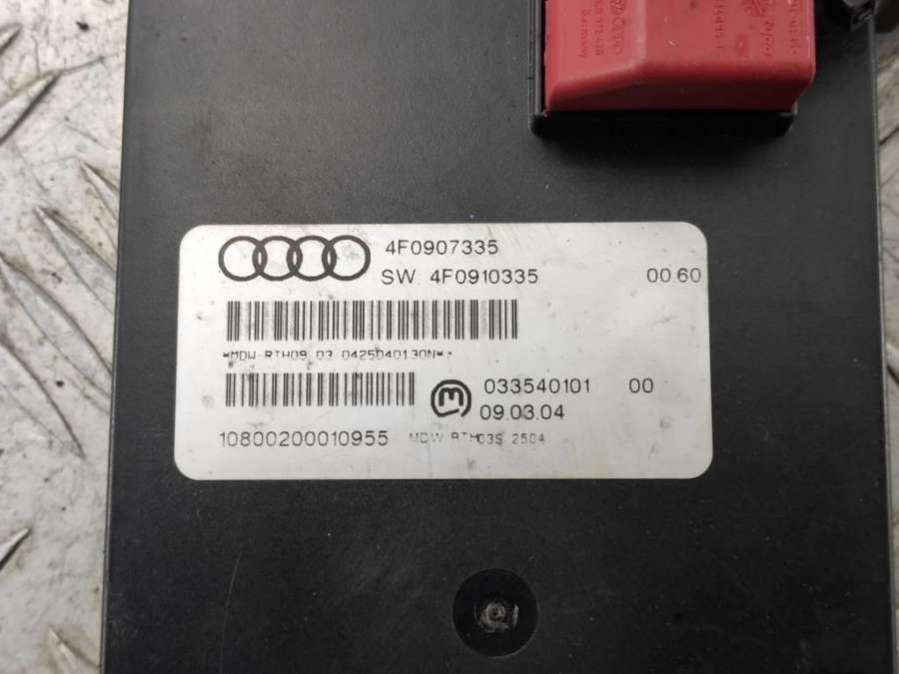 4F0907335
SW 4F0910335 00 60
*MDW-RTH09 03 0425040130N*
033540101 00
09.03.04
10800200010955 MDW RTH03S 2504